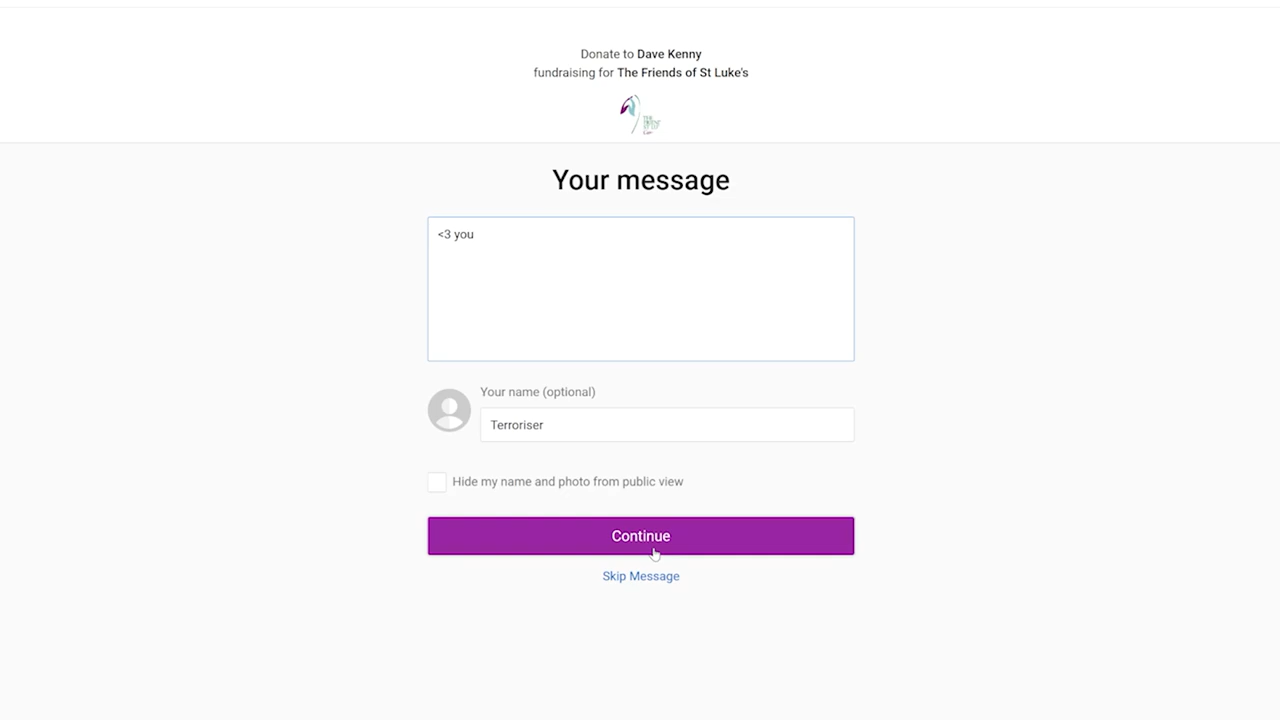 Donate to Dave Kenny
fundraising for The Friends of St Luke's
Your message
<3 you
Your name (optional)
Terroriser
Hide my name and photo from public view
Continue
Skip Message